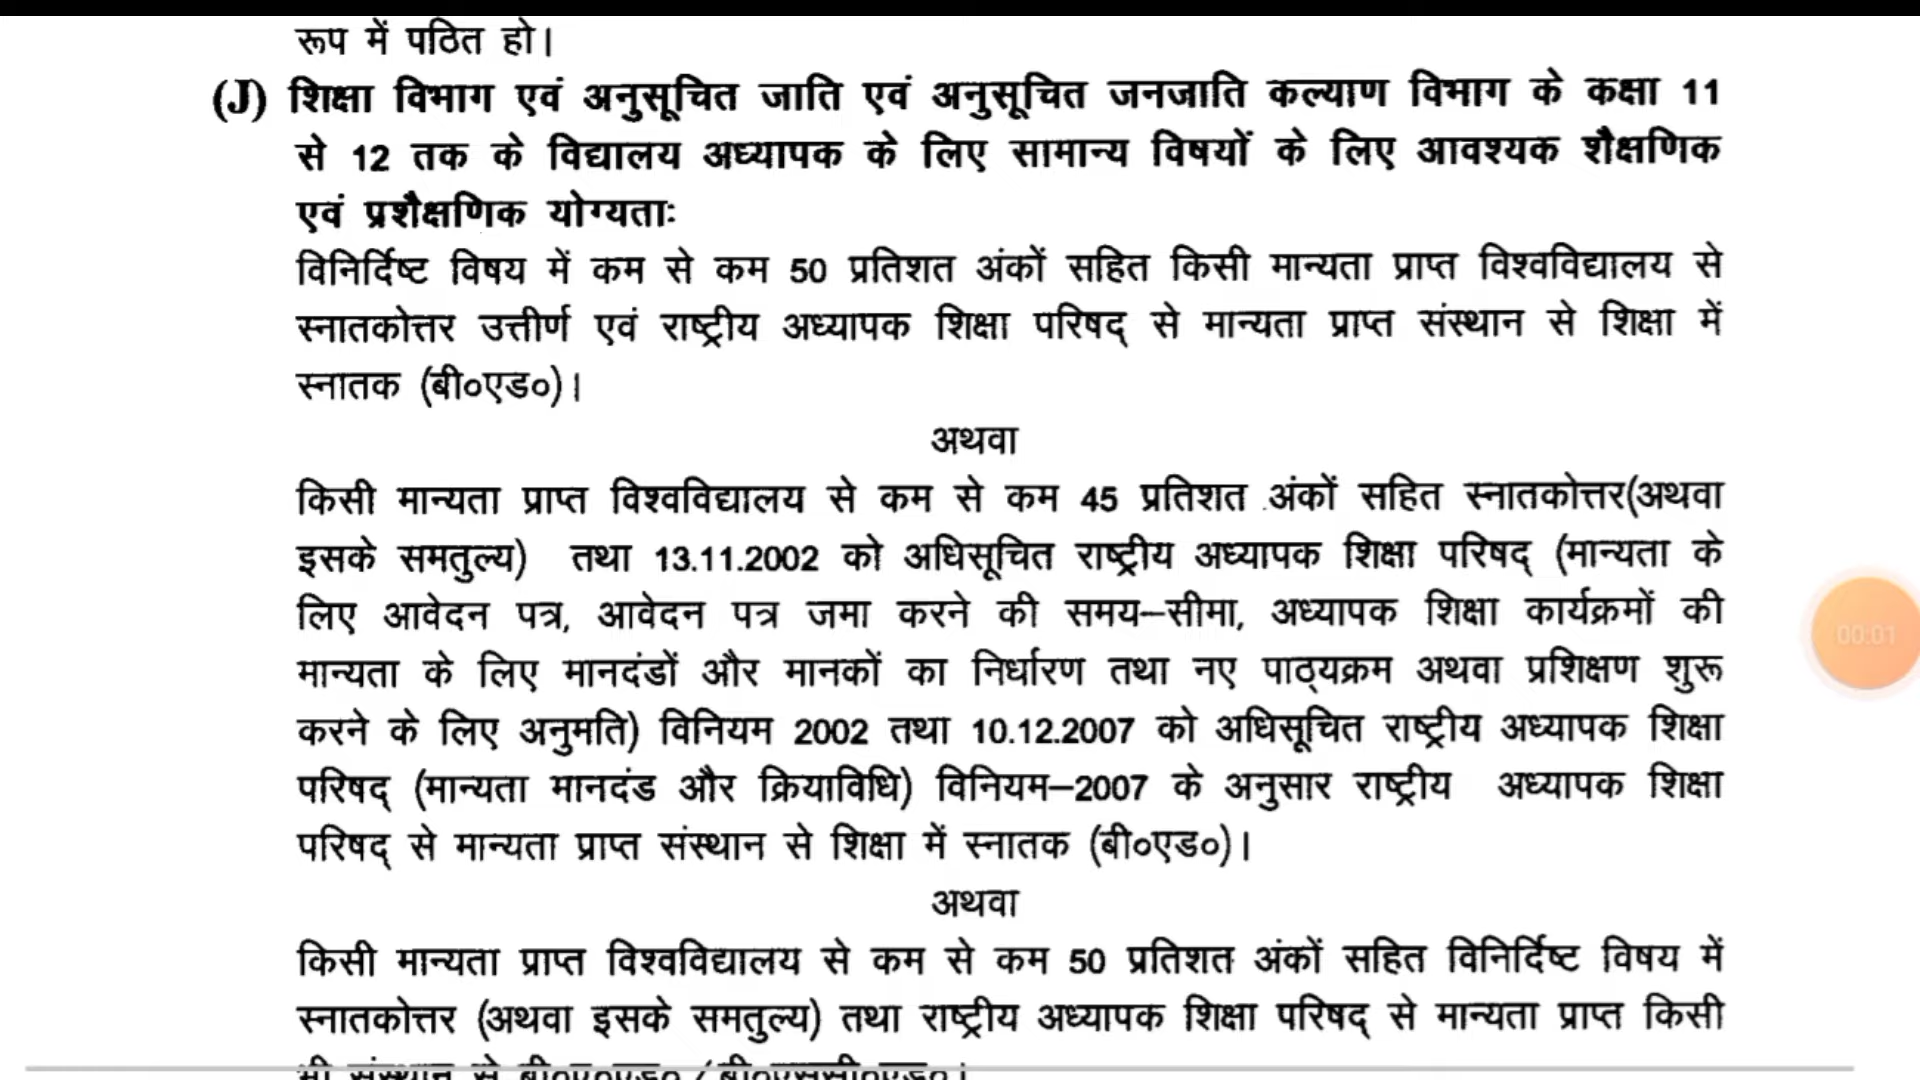 रूप में पठित हो।
(J) शिक्षा विभाग एवं अनुसूचित जाति एवं अनुसूचित जनजाति कल्याण विभाग के कक्षा 11
से 12 तक के विद्यालय अध्यापक के लिए सामान्य विषयों के लिए आवश्यक शैक्षणिक
एवं प्रशैक्षणिक योग्यताः
विनिर्दिष्ट विषय में कम से कम 50 प्रतिशत अंकों सहित किसी मान्यता प्राप्त विश्वविद्यालय से
स्नातकोत्तर उत्तीर्ण एवं राष्ट्रीय अध्यापक शिक्षा परिषद् से मान्यता प्राप्त संस्थान से शिक्षा में
स्नातक (बी०एड०)।
अथवा
किसी मान्यता प्राप्त विश्वविद्यालय से कम से कम 45 प्रतिशत अंकों सहित स्नातकोत्तर(अथवा
इसके समतुल्य) तथा 13.11.2002 को अधिसूचित राष्ट्रीय अध्यापक शिक्षा परिषद् (मान्यता के
लिए आवेदन पत्र, आवेदन पत्र जमा करने की समय–सीमा, अध्यापक शिक्षा कार्यक्रमों की
मान्यता के लिए मानदंडों और मानकों का निर्धारण तथा नए पाठ्यक्रम अथवा प्रशिक्षण शुरू
करने के लिए अनुमति) विनियम 2002 तथा 10.12.2007 को अधिसूचित राष्ट्रीय अध्यापक शिक्षा
परिषद् (मान्यता मानदंड और क्रियाविधि) विनियम–2007 के अनुसार राष्ट्रीय अध्यापक शिक्षा
परिषद् से मान्यता प्राप्त संस्थान से शिक्षा में स्नातक (बी०एड०)।
अथवा
किसी मान्यता प्राप्त विश्वविद्यालय से कम से कम 50 प्रतिशत अंकों सहित विनिर्दिष्ट विषय में
स्नातकोत्तर (अथवा इसके समतुल्य) तथा राष्ट्रीय अध्यापक शिक्षा परिषद् से मान्यता प्राप्त किसी
भी संस्थान से बी०ए०एड० / बी०एससी०एड०।
00:01